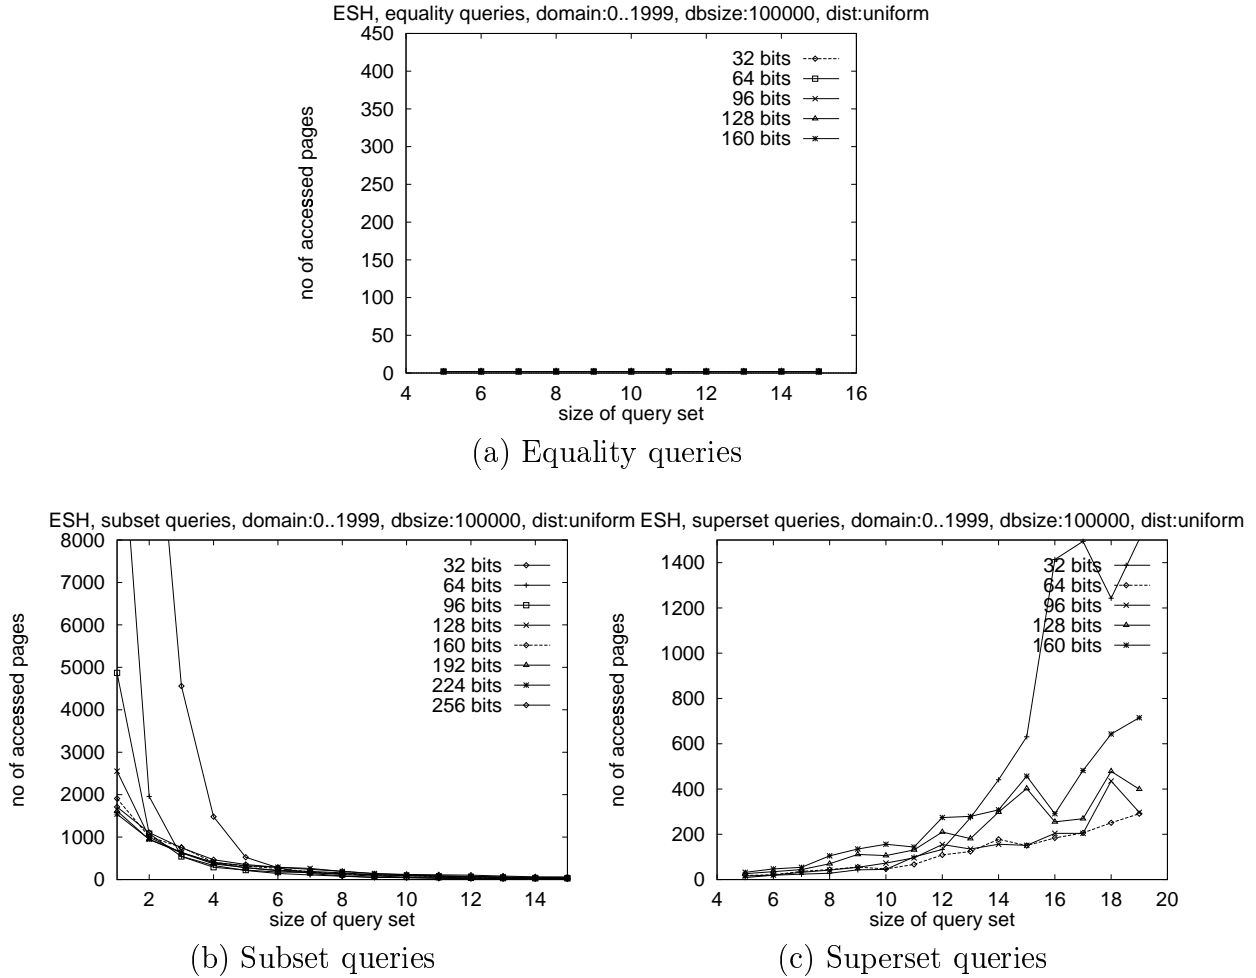 ESH, equality queries, domain:0..1999, dbsize:100000, dist:uniform
450
400
350
300
250
200
150
100
50
0
no of accessed pages
32 bits
64 bits
96 bits
128 bits
160 bits
4 6 8 10 12 14 16
size of query set
(a) Equality queries
ESH, subset queries, domain:0..1999, dbsize:100000, dist:uniform
8000
7000
6000
5000
4000
3000
2000
1000
0
no of accessed pages
32 bits
64 bits
96 bits
128 bits
160 bits
192 bits
224 bits
256 bits
2 4 6 8 10 12 14
size of query set
(b) Subset queries
ESH, superset queries, domain:0..1999, dbsize:100000, dist:uniform
1400
1200
1000
800
600
400
200
0
no of accessed pages
32 bits
64 bits
96 bits
128 bits
160 bits
4 6 8 10 12 14 16 18 20
size of query set
(c) Superset queries